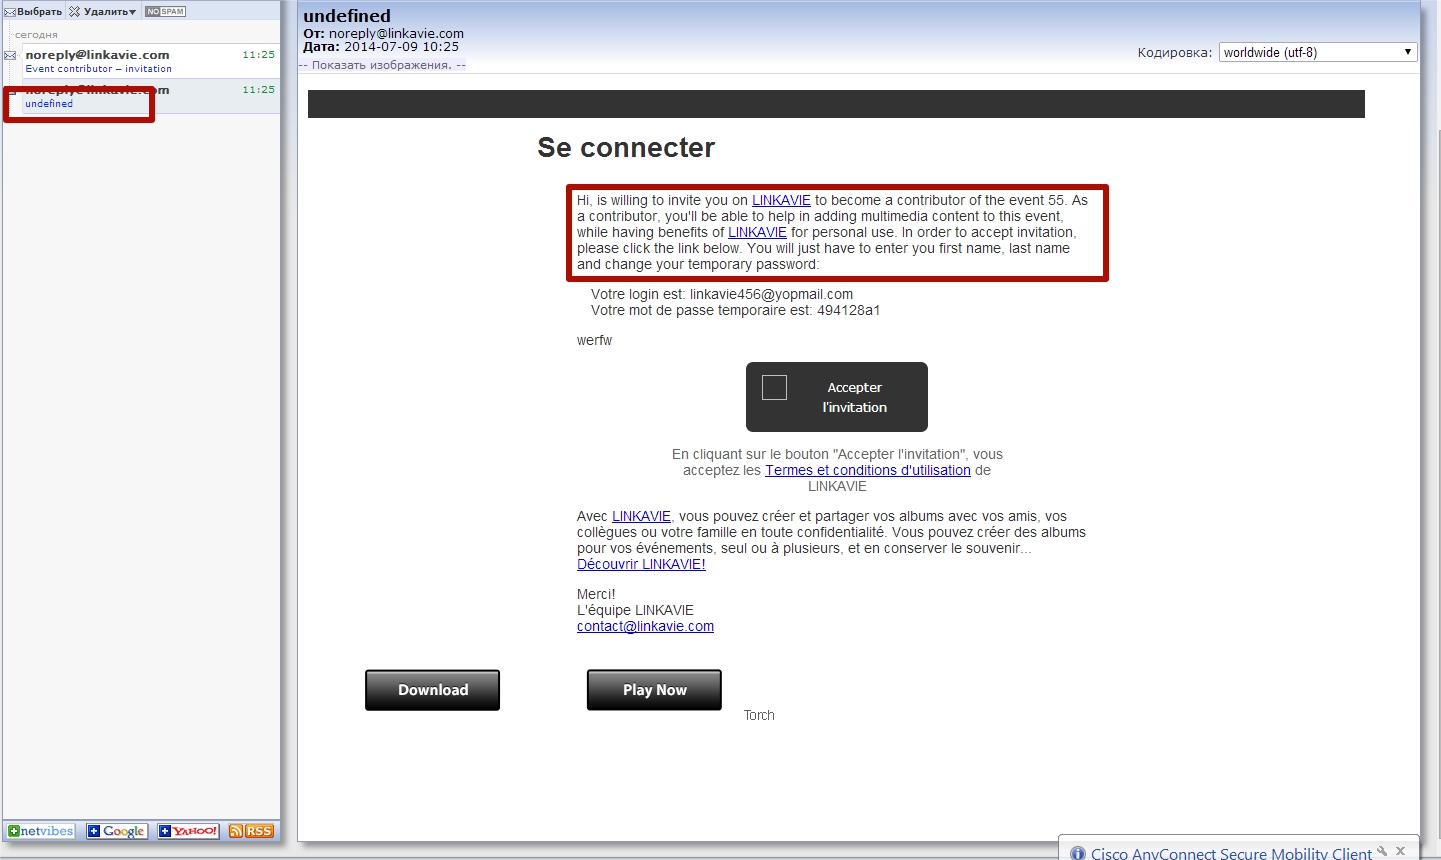 Выбрать
Удалить▾
NO SPAM
сегодня
noreply@linkavie.com 11:25
Event contributor – invitation
noreply@linkavie.com 11:25
undefined
netvibes
Google
YAHOO!
RSS
undefined
От: noreply@linkavie.com
Дата: 2014-07-09 10:25
-- Показать изображения. --
Кодировка: worldwide (utf-8)
Se connecter
Hi, is willing to invite you on LINKAVIE to become a contributor of the event 55. As
a contributor, you'll be able to help in adding multimedia content to this event,
while having benefits of LINKAVIE for personal use. In order to accept invitation,
please click the link below. You will just have to enter you first name, last name
and change your temporary password:
Votre login est: linkavie456@yopmail.com
Votre mot de passe temporaire est: 494128a1
werfw
Accepter
l'invitation
En cliquant sur le bouton "Accepter l'invitation", vous
acceptez les Termes et conditions d'utilisation de
LINKAVIE
Avec LINKAVIE, vous pouvez créer et partager vos albums avec vos amis, vos
collègues ou votre famille en toute confidentialité. Vous pouvez créer des albums
pour vos événements, seul ou à plusieurs, et en conserver le souvenir...
Découvrir LINKAVIE!
Merci!
L'équipe LINKAVIE
contact@linkavie.com
Download
Play Now
Torch
Cisco AnyConnect Secure Mobility Client